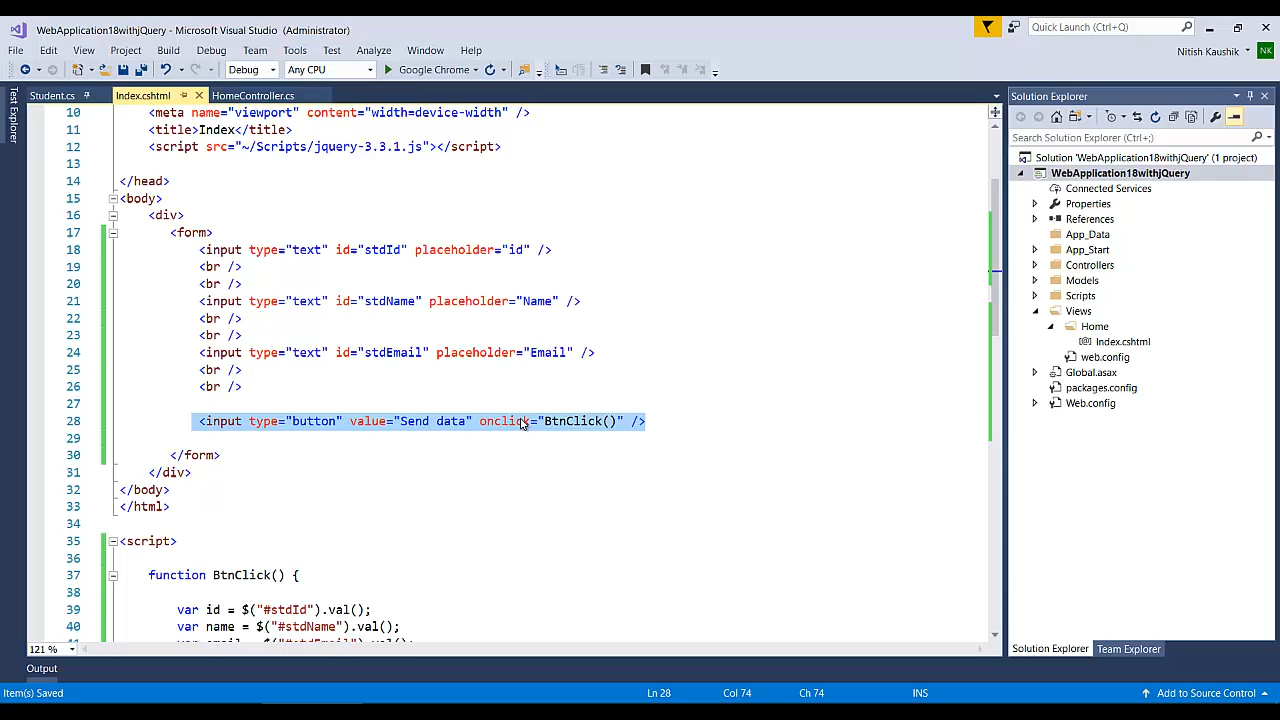 WebApplication18withjQuery - Microsoft Visual Studio (Administrator)
Quick Launch (Ctrl+Q)
File Edit View Project Build Debug Team Tools Test Analyze Window Help
Nitish Kaushik NK
Debug Any CPU Google Chrome
Test Explorer
Student.cs Index.cshtml HomeController.cs
10 <meta name="viewport" content="width=device-width" />
11 <title>Index</title>
12 <script src="~/Scripts/jquery-3.3.1.js"></script>
13
14 </head>
15 <body>
16 <div>
17 <form>
18 <input type="text" id="stdId" placeholder="id" />
19 <br />
20 <br />
21 <input type="text" id="stdName" placeholder="Name" />
22 <br />
23 <br />
24 <input type="text" id="stdEmail" placeholder="Email" />
25 <br />
26 <br />
27
28 <input type="button" value="Send data" onclick="BtnClick()" />
29
30 </form>
31 </div>
32 </body>
33 </html>
34
35 <script>
36
37 function BtnClick() {
38
39 var id = $("#stdId").val();
40 var name = $("#stdName").val();
121 %
Output
Item(s) Saved Ln 28 Col 74 Ch 74 INS Add to Source Control
Solution Explorer
Search Solution Explorer (Ctrl+;)
Solution 'WebApplication18withjQuery' (1 project)
WebApplication18withjQuery
Connected Services
Properties
References
App_Data
App_Start
Controllers
Models
Scripts
Views
Home
Index.cshtml
web.config
Global.asax
packages.config
Web.config
Solution Explorer Team Explorer